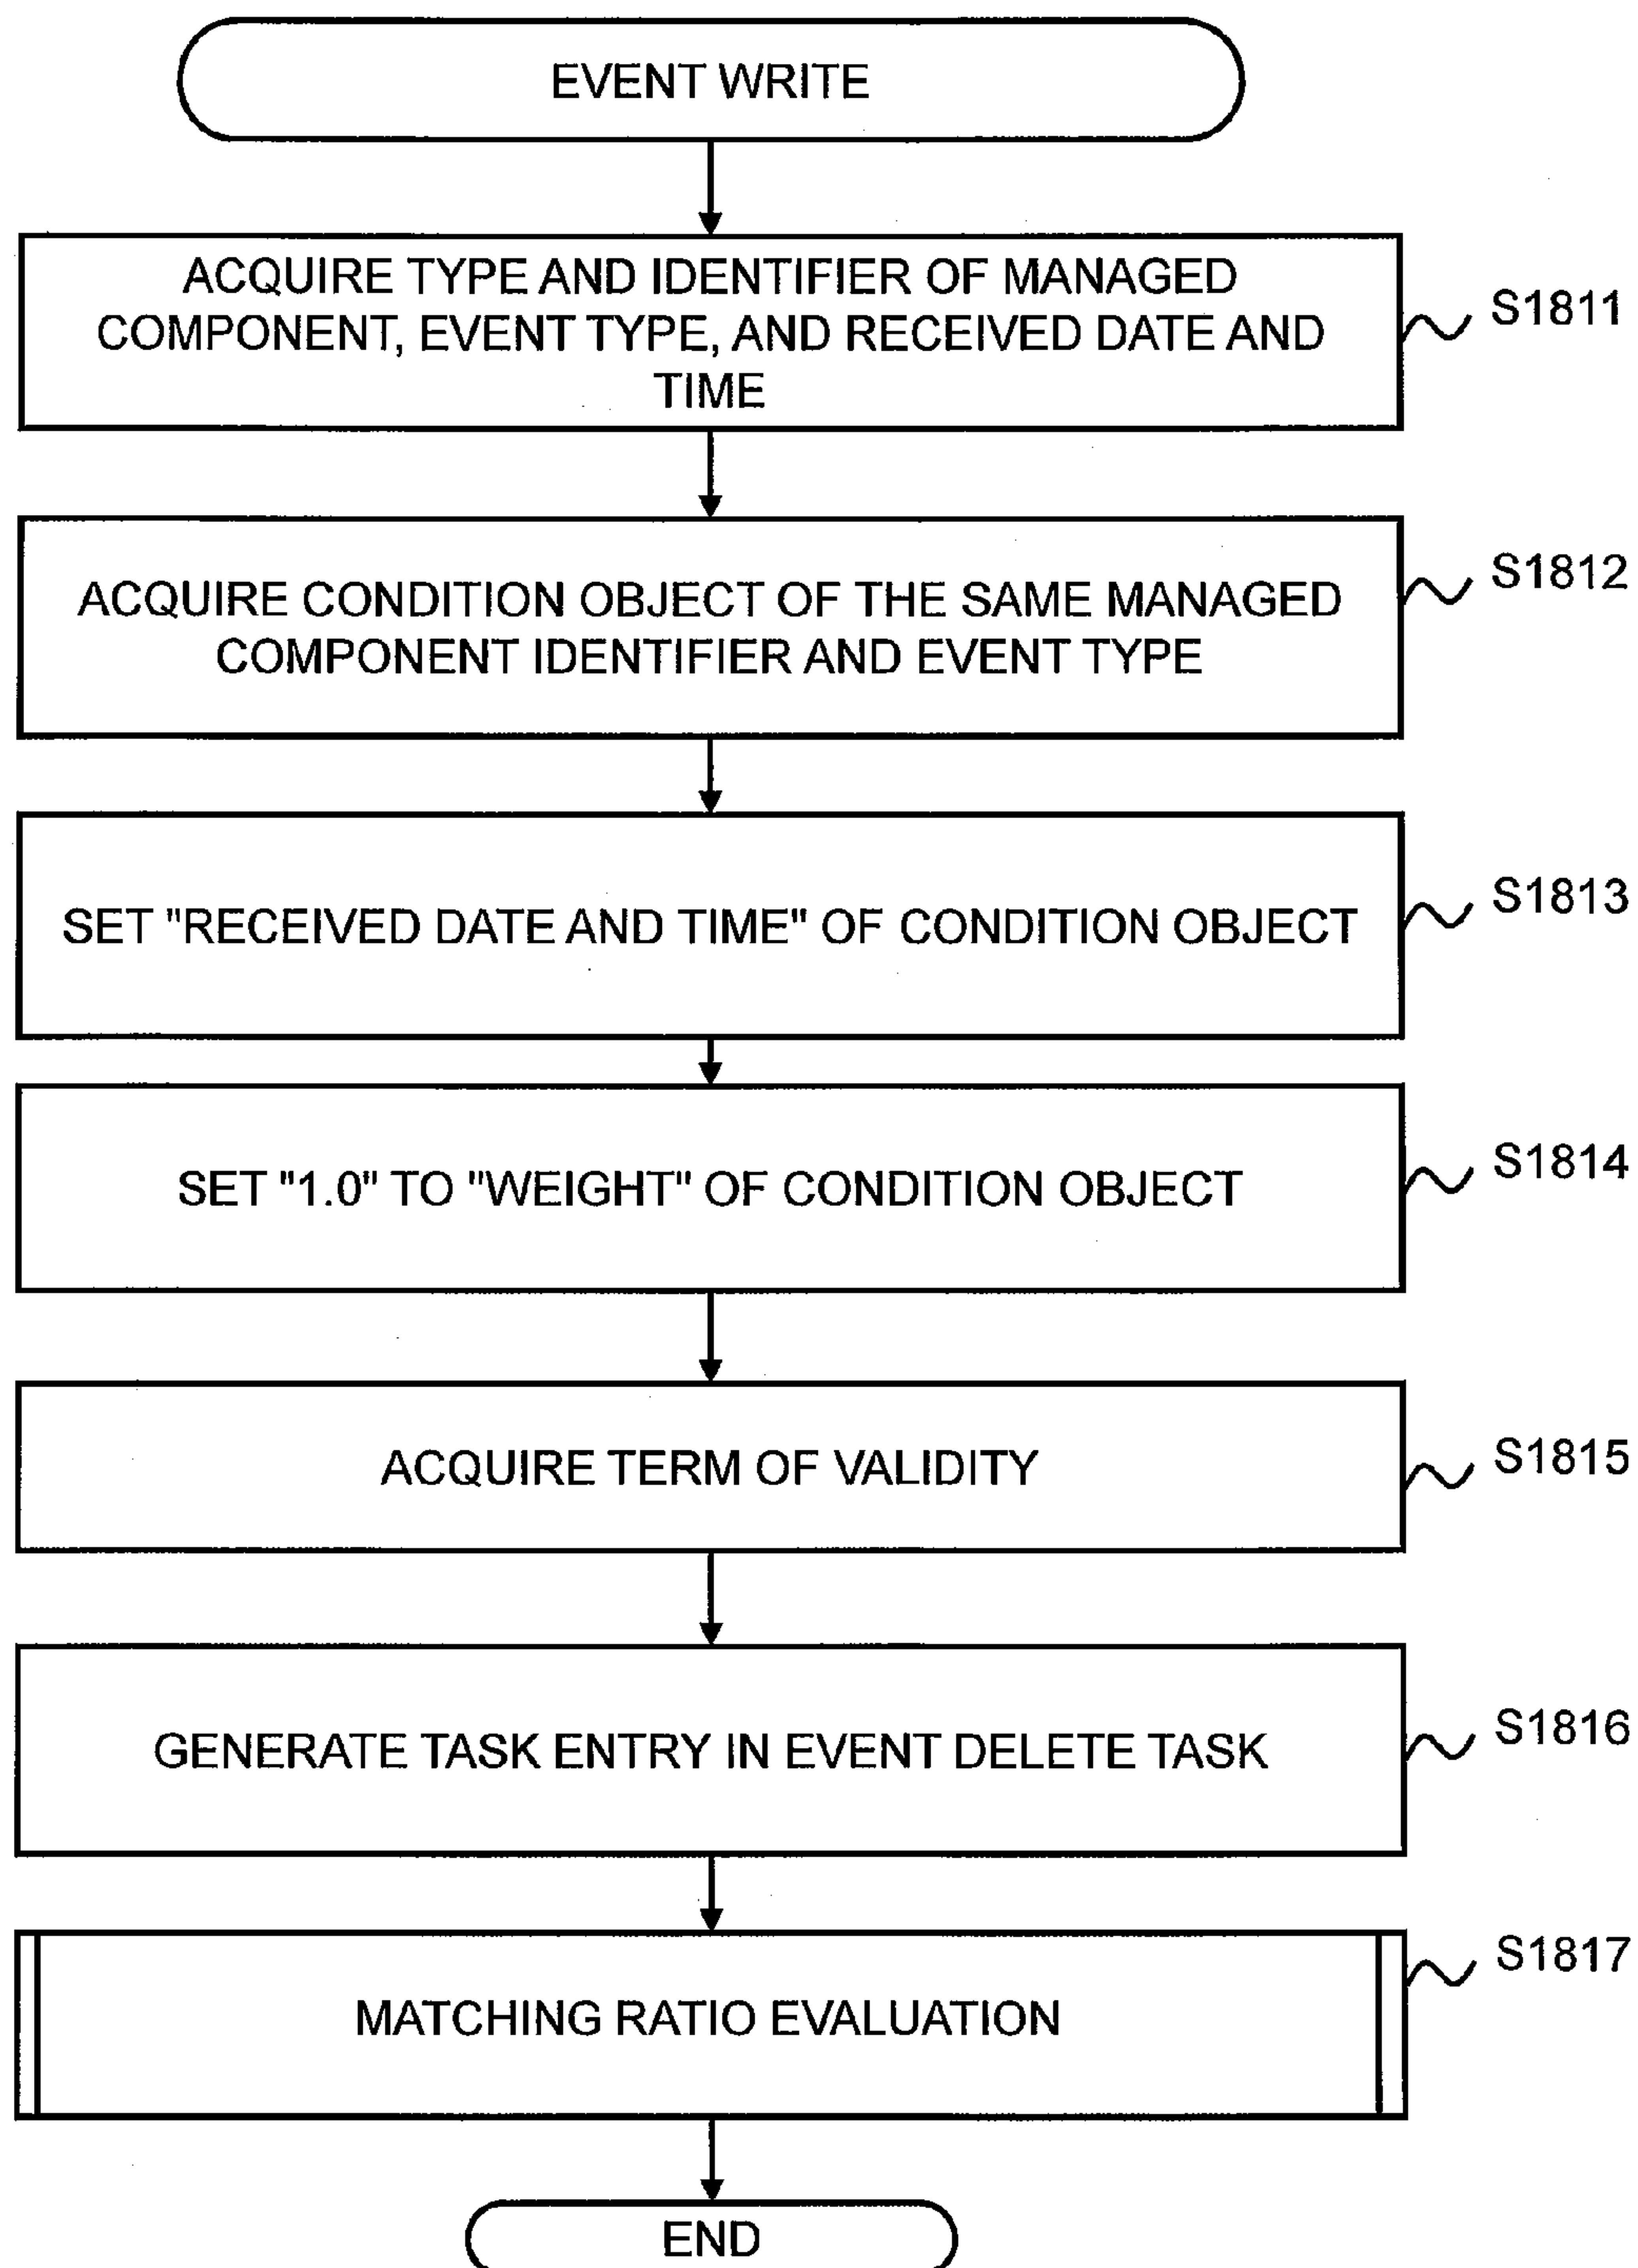 EVENT WRITE
ACQUIRE TYPE AND IDENTIFIER OF MANAGED
COMPONENT, EVENT TYPE, AND RECEIVED DATE AND
TIME
S1811
ACQUIRE CONDITION OBJECT OF THE SAME MANAGED
COMPONENT IDENTIFIER AND EVENT TYPE
S1812
SET "RECEIVED DATE AND TIME" OF CONDITION OBJECT
S1813
SET "1.0" TO "WEIGHT" OF CONDITION OBJECT
S1814
ACQUIRE TERM OF VALIDITY
S1815
GENERATE TASK ENTRY IN EVENT DELETE TASK
S1816
MATCHING RATIO EVALUATION
S1817
END